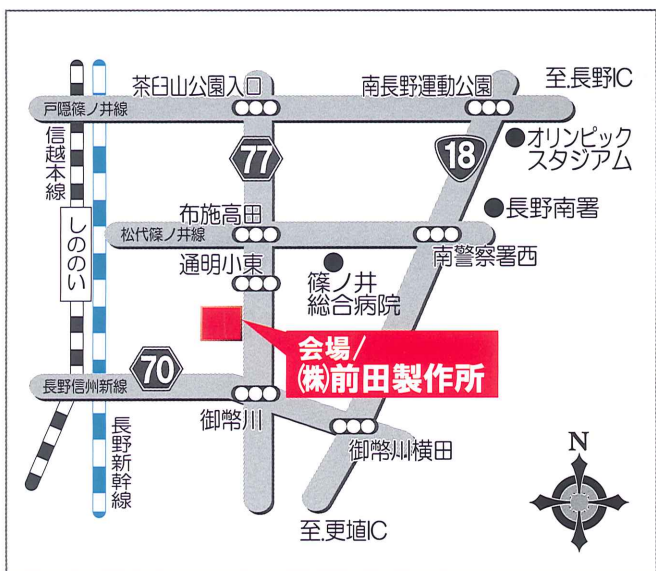 茶臼山公園入口
南長野運動公園
至.長野IC
戸隠篠ノ井線
信越本線
77
18
オリンピック
スタジアム
布施高田
長野南署
しののい
松代篠ノ井線
通明小東
南警察署西
篠ノ井
総合病院
会場/
㈱前田製作所
70
長野信州新線
御幣川
御幣川横田
長野新幹線
N
至.更埴IC